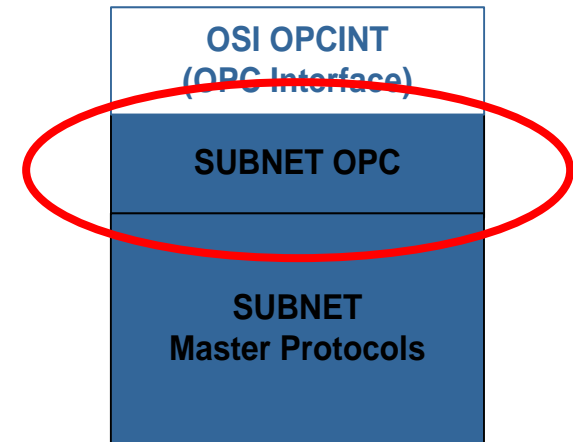 OSI OPCINT
(OPC Interface)
SUBNET OPC
SUBNET
Master Protocols